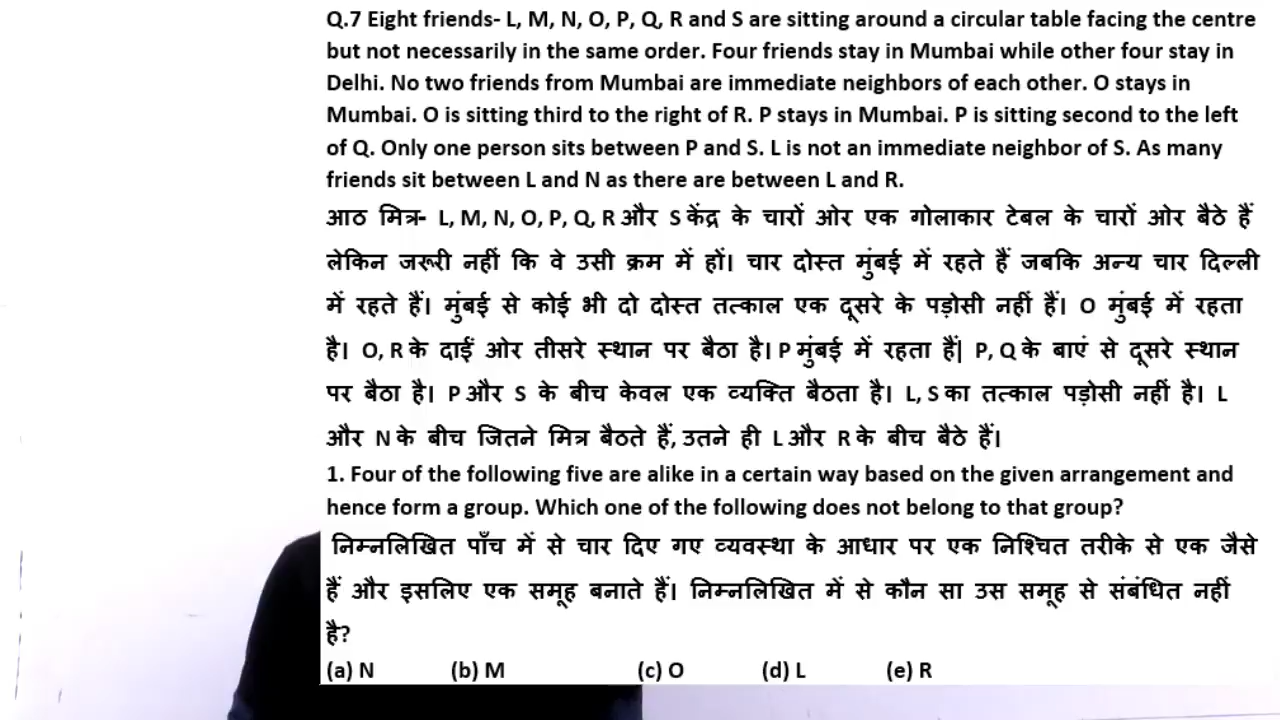 Q.7 Eight friends- L, M, N, O, P, Q, R and S are sitting around a circular table facing the centre
but not necessarily in the same order. Four friends stay in Mumbai while other four stay in
Delhi. No two friends from Mumbai are immediate neighbors of each other. O stays in
Mumbai. O is sitting third to the right of R. P stays in Mumbai. P is sitting second to the left
of Q. Only one person sits between P and S. L is not an immediate neighbor of S. As many
friends sit between L and N as there are between L and R.
आठ मित्र- L, M, N, O, P, Q, R और S केंद्र के चारों ओर एक गोलाकार टेबल के चारों ओर बैठे हैं
लेकिन जरूरी नहीं कि वे उसी क्रम में हों। चार दोस्त मुंबई में रहते हैं जबकि अन्य चार दिल्ली
में रहते हैं। मुंबई से कोई भी दो दोस्त तत्काल एक दूसरे के पड़ोसी नहीं हैं। O मुंबई में रहता
है। O, R के दाईं ओर तीसरे स्थान पर बैठा है। P मुंबई में रहता हैं| P, Q के बाएं से दूसरे स्थान
पर बैठा है। P और S के बीच केवल एक व्यक्ति बैठता है। L, S का तत्काल पड़ोसी नहीं है। L
और N के बीच जितने मित्र बैठते हैं, उतने ही L और R के बीच बैठे हैं।
1. Four of the following five are alike in a certain way based on the given arrangement and
hence form a group. Which one of the following does not belong to that group?
निम्नलिखित पाँच में से चार दिए गए व्यवस्था के आधार पर एक निश्चित तरीके से एक जैसे
हैं और इसलिए एक समूह बनाते हैं। निम्नलिखित में से कौन सा उस समूह से संबंधित नहीं
है?
(a) N (b) M (c) O (d) L (e) R